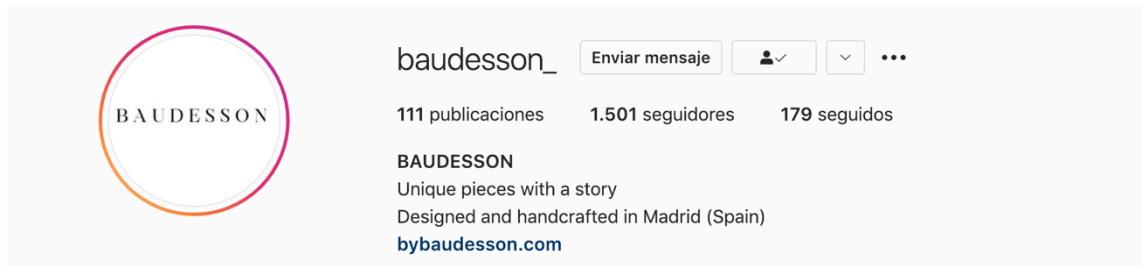 BAUDESSON
baudesson_ Enviar mensaje
111 publicaciones 1.501 seguidores 179 seguidos
BAUDESSON
Unique pieces with a story
Designed and handcrafted in Madrid (Spain)
bybaudesson.com